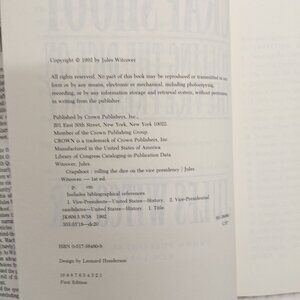 Copyright © 1992 by Jules Witcover
All rights reserved. No part of this book may be reproduced or transmitted in any
form or by any means, electronic or mechanical, including photocopying,
recording, or by any information storage and retrieval system, without permission
in writing from the publisher.
Published by Crown Publishers, Inc.,
201 East 50th Street, New York, New York 10022.
Member of the Crown Publishing Group.
CROWN is a trademark of Crown Publishers, Inc.
Manufactured in the United States of America
Library of Congress Cataloging-in-Publication Data
Witcover, Jules.
Crapshoot : rolling the dice on the vice presidency / Jules
Witcover. — 1st ed.
p. cm.
Includes bibliographical references
1. Vice-Presidents—United States—History. 2. Vice-Presidential
candidates—United States—History. I. Title.
JK609.5.W58 1992
353.03'18—dc20
CIP
ISBN 0-517-58480-8
Design by Leonard Henderson
10 9 8 7 6 5 4 3 2 1
First Edition